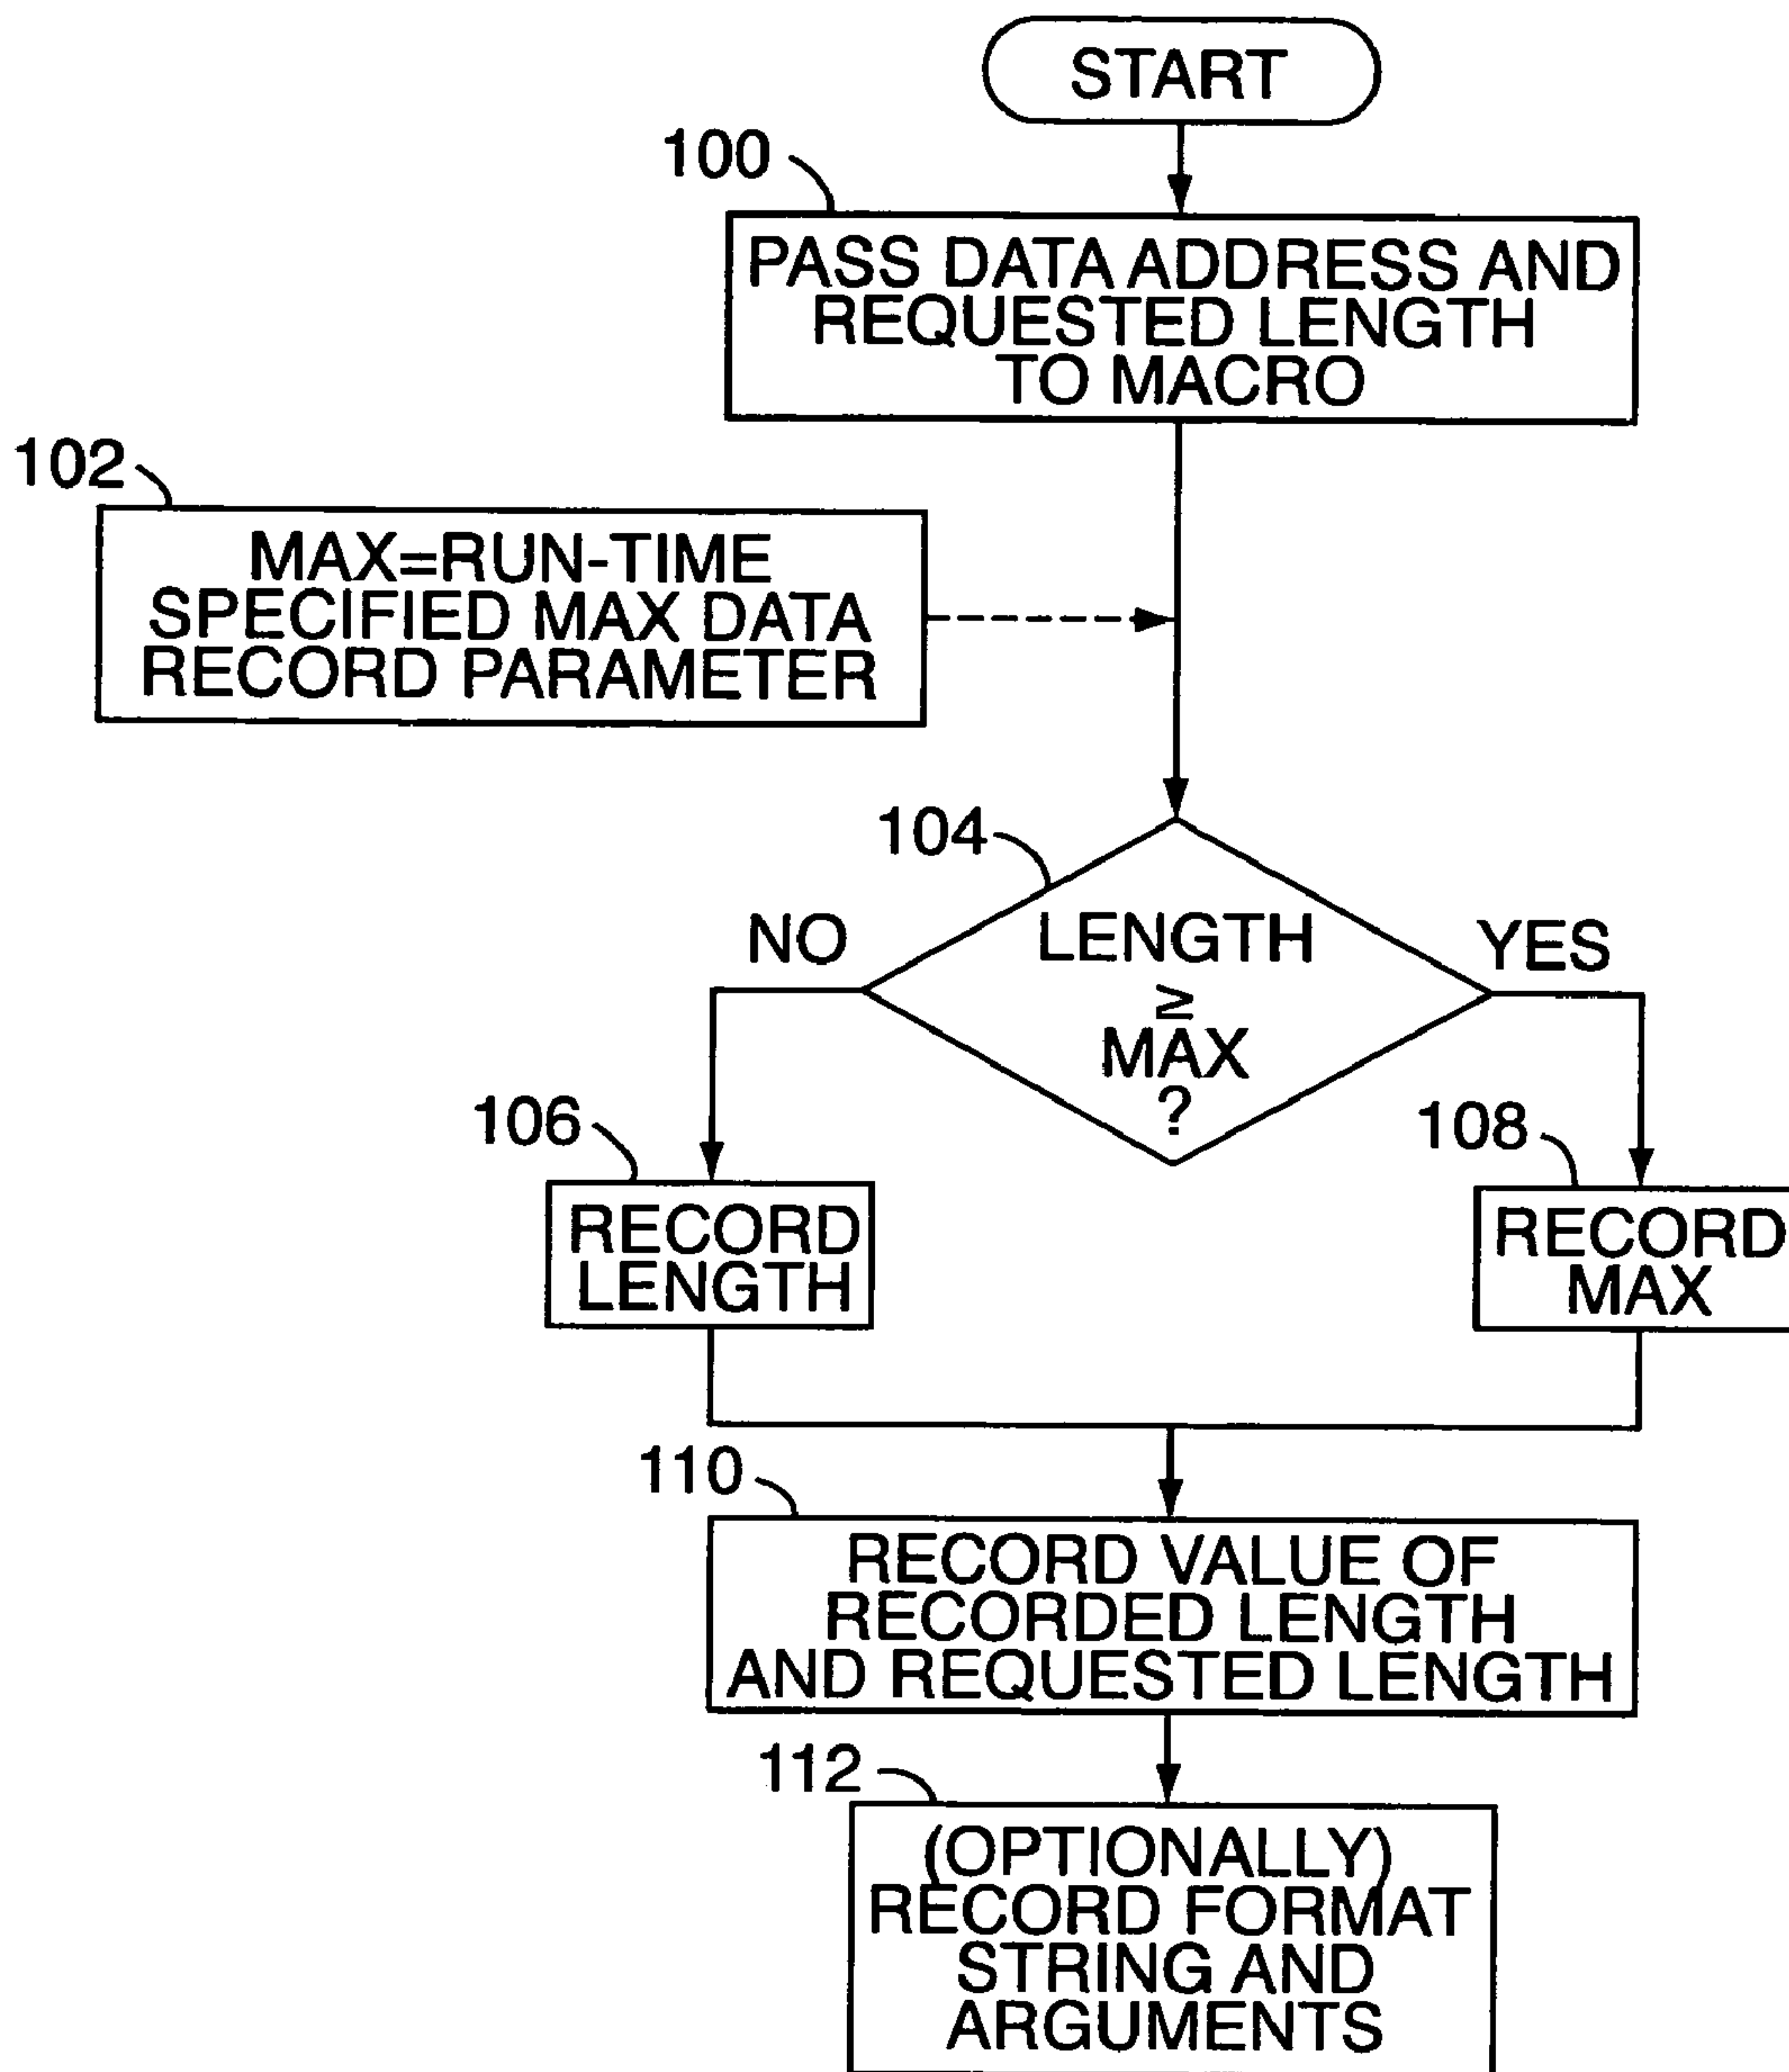 START
100
PASS DATA ADDRESS AND
REQUESTED LENGTH
TO MACRO
102
MAX=RUN-TIME
SPECIFIED MAX DATA
RECORD PARAMETER
104
NO
LENGTH
≥
MAX
?
YES
106
RECORD
LENGTH
108
RECORD
MAX
110
RECORD VALUE OF
RECORDED LENGTH
AND REQUESTED LENGTH
112
(OPTIONALLY)
RECORD FORMAT
STRING AND
ARGUMENTS